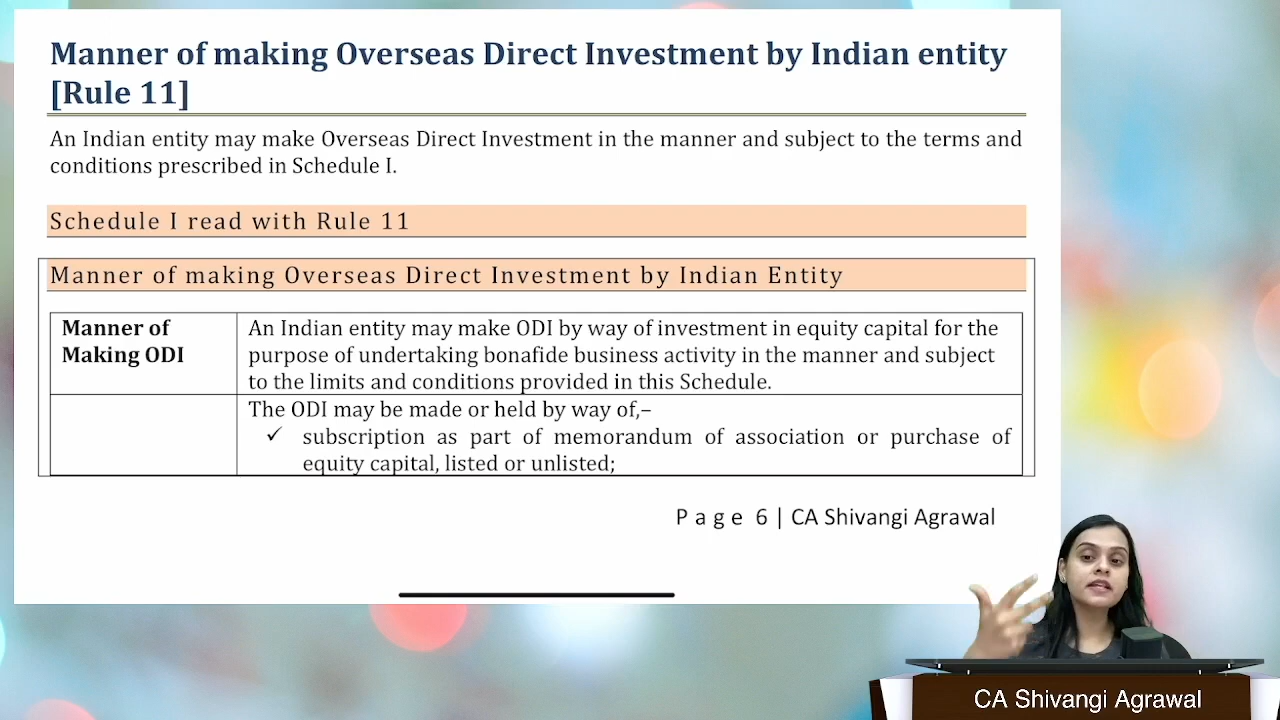 Manner of making Overseas Direct Investment by Indian entity
[Rule 11]
An Indian entity may make Overseas Direct Investment in the manner and subject to the terms and
conditions prescribed in Schedule I.
Schedule I read with Rule 11
Manner of making Overseas Direct Investment by Indian Entity
Manner of
Making ODI
An Indian entity may make ODI by way of investment in equity capital for the
purpose of undertaking bonafide business activity in the manner and subject
to the limits and conditions provided in this Schedule.
The ODI may be made or held by way of,–
✓ subscription as part of memorandum of association or purchase of
equity capital, listed or unlisted;
P a g e 6 | CA Shivangi Agrawal
CA Shivangi Agrawal